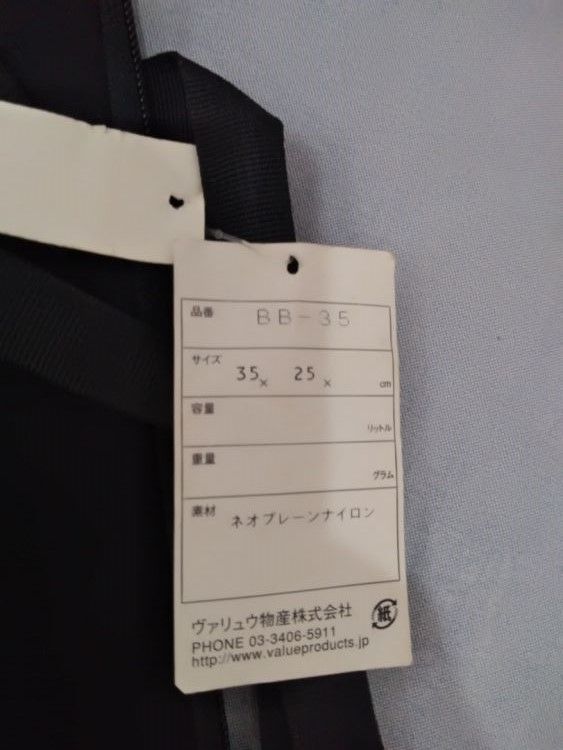 品番 BB-35
サイズ 35× 25 × cm
容量 リットル
重量 グラム
素材 ネオプレーンナイロン
ヴァリュウ物産株式会社 紙
PHONE 03-3406-5911
http://www.valueproducts.jp